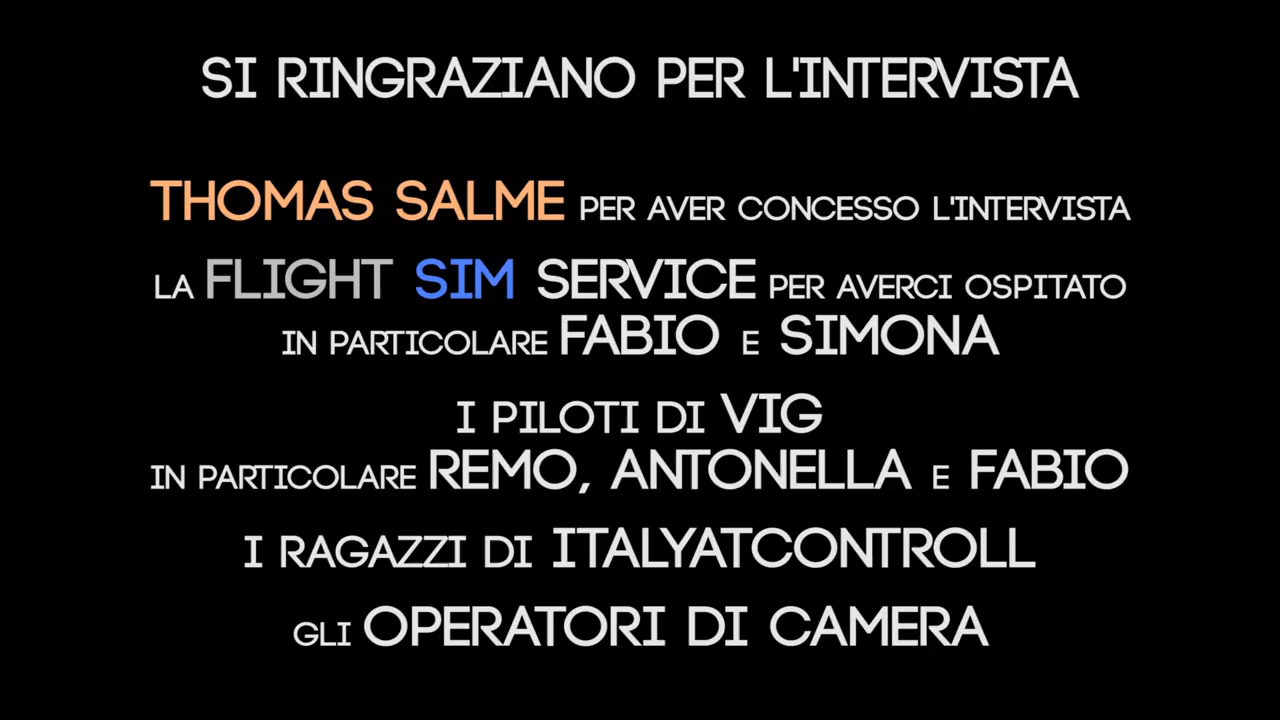 SI RINGRAZIANO PER L'INTERVISTA
THOMAS SALME PER AVER CONCESSO L'INTERVISTA
LA FLIGHT SIM SERVICE PER AVERCI OSPITATO
IN PARTICOLARE FABIO E SIMONA
I PILOTI DI VIG
IN PARTICOLARE REMO, ANTONELLA E FABIO
I RAGAZZI DI ITALYATCONTROLL
GLI OPERATORI DI CAMERA